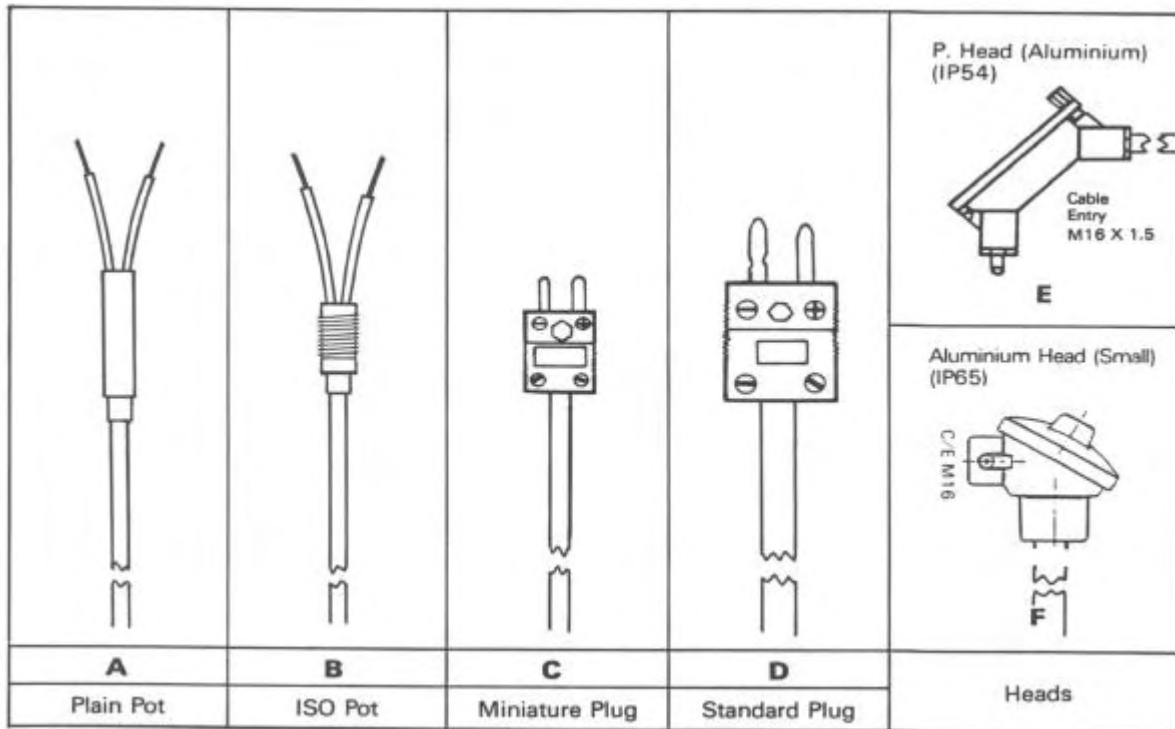 P. Head (Aluminium)
(IP54)
Cable
Entry
M16 X 1.5
E
Aluminium Head (Small)
(IP65)
C/E M16
F
A
B
C
D
Plain Pot
ISO Pot
Miniature Plug
Standard Plug
Heads